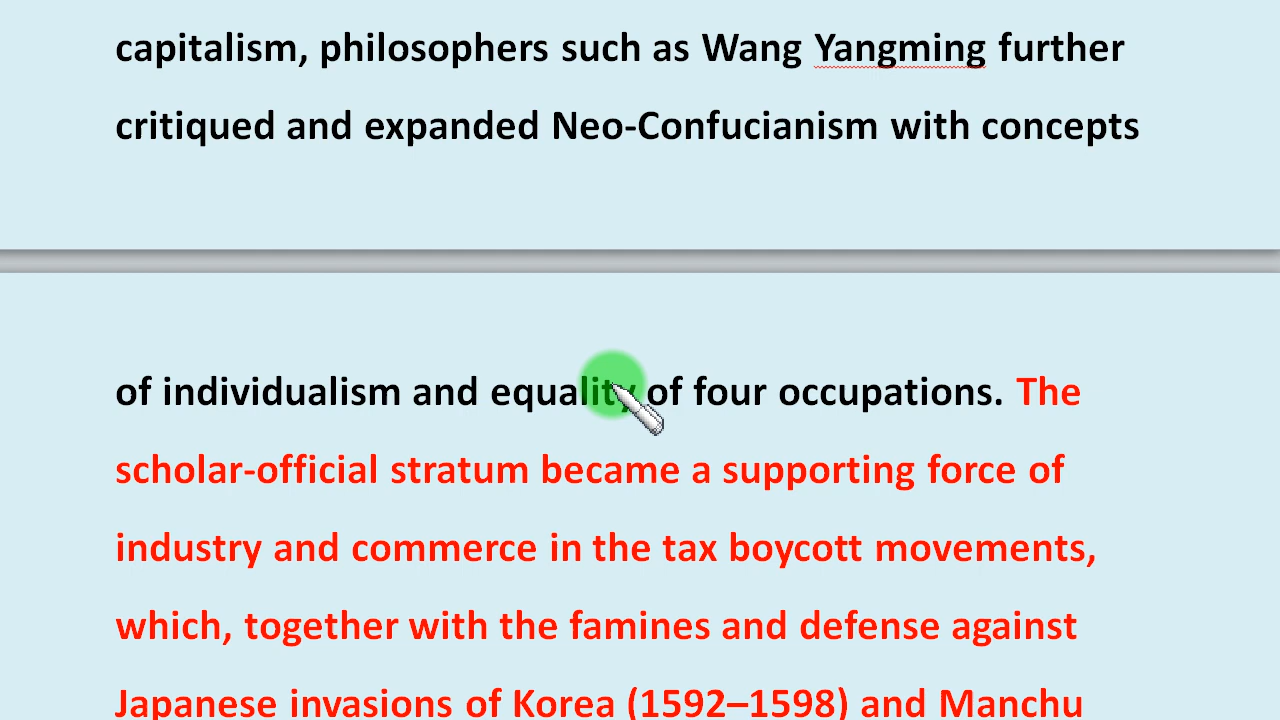 capitalism, philosophers such as Wang Yangming further
critiqued and expanded Neo-Confucianism with concepts
of individualism and equality of four occupations. The
scholar-official stratum became a supporting force of
industry and commerce in the tax boycott movements,
which, together with the famines and defense against
Japanese invasions of Korea (1592–1598) and Manchu